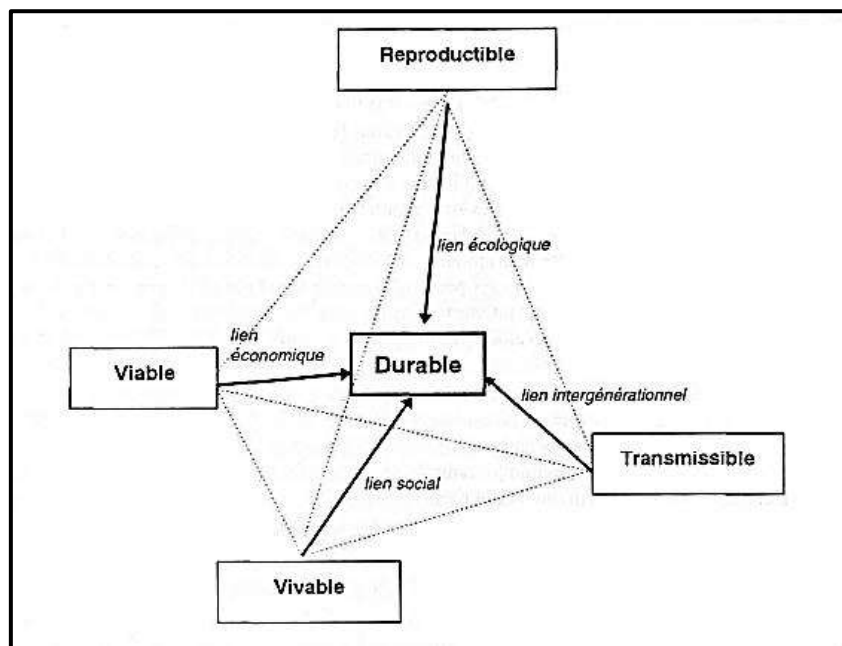 Reproductible
lien écologique
lien
économique
Viable
Durable
lien intergénérationnel
Transmissible
lien social
Vivable